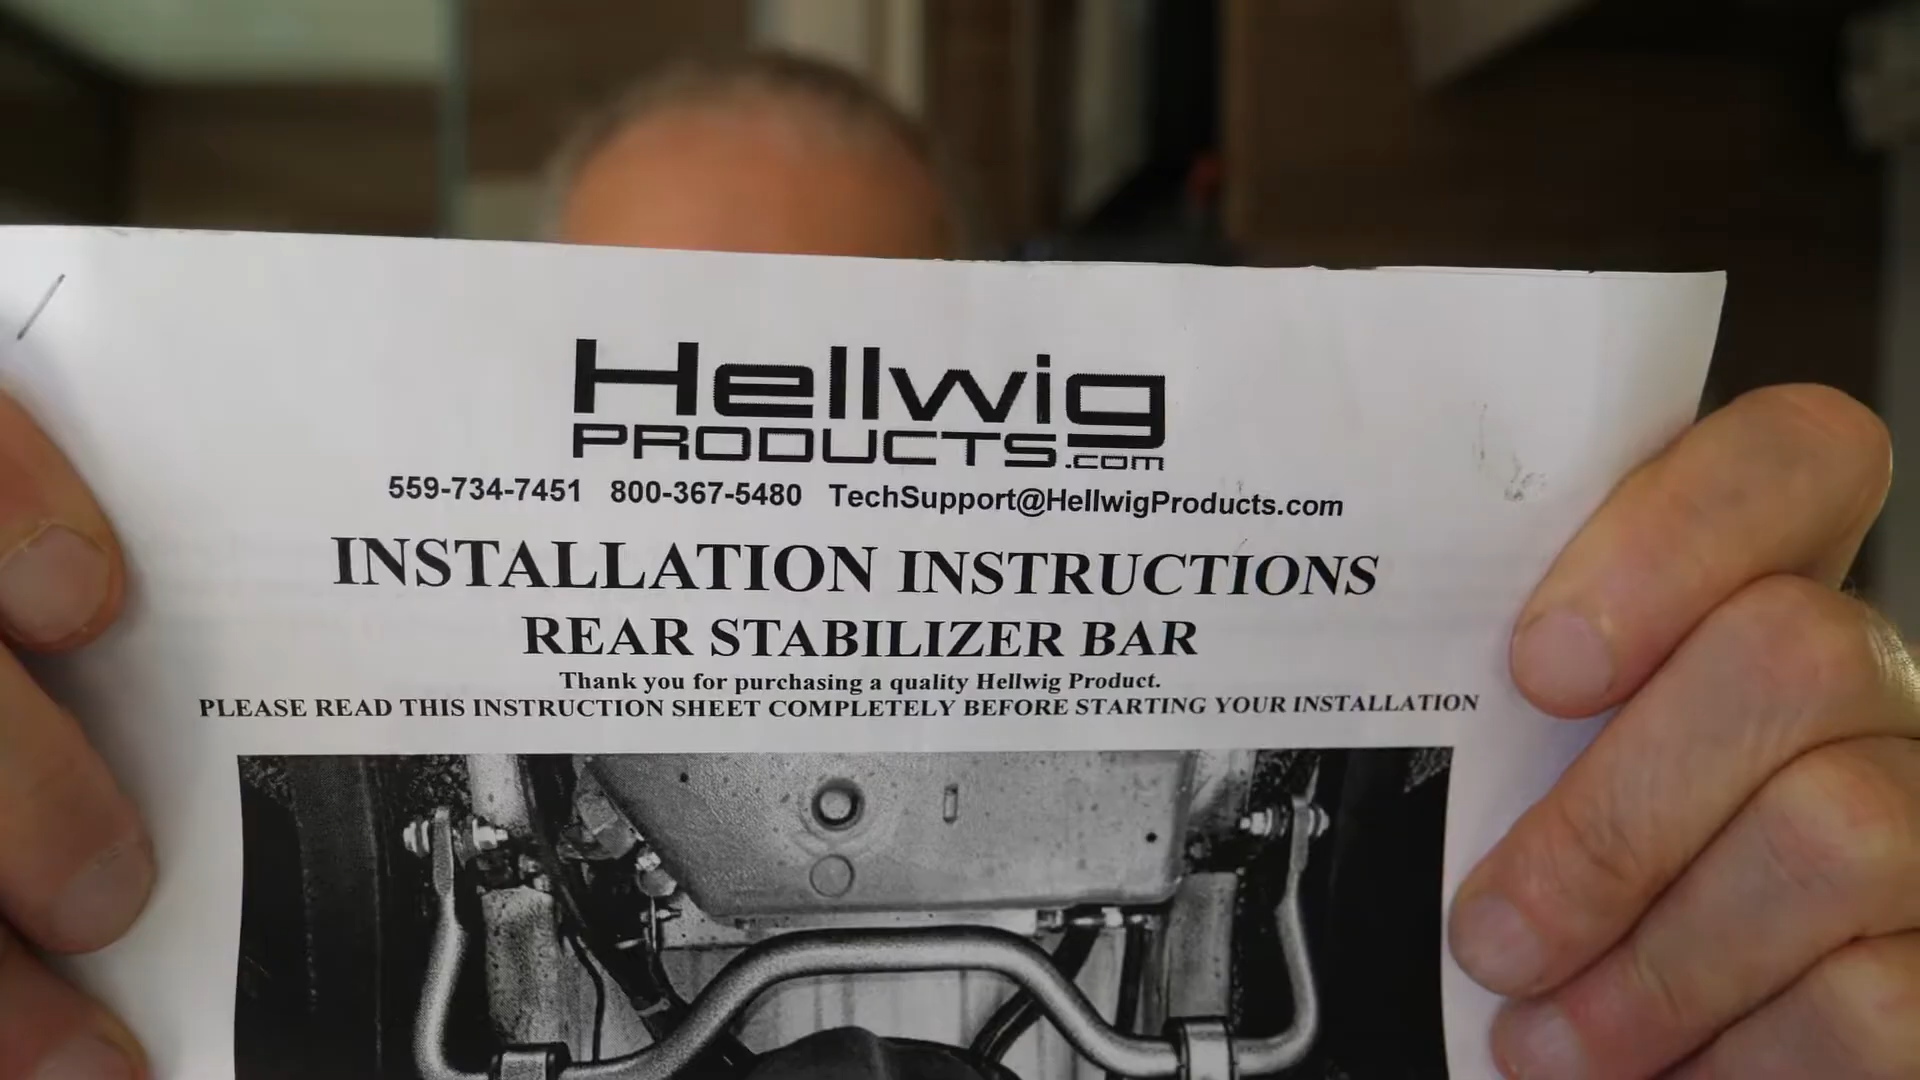 Hellwig
PRODUCTS.com
559-734-7451 800-367-5480 TechSupport@HellwigProducts.com
INSTALLATION INSTRUCTIONS
REAR STABILIZER BAR
Thank you for purchasing a quality Hellwig Product.
PLEASE READ THIS INSTRUCTION SHEET COMPLETELY BEFORE STARTING YOUR INSTALLATION